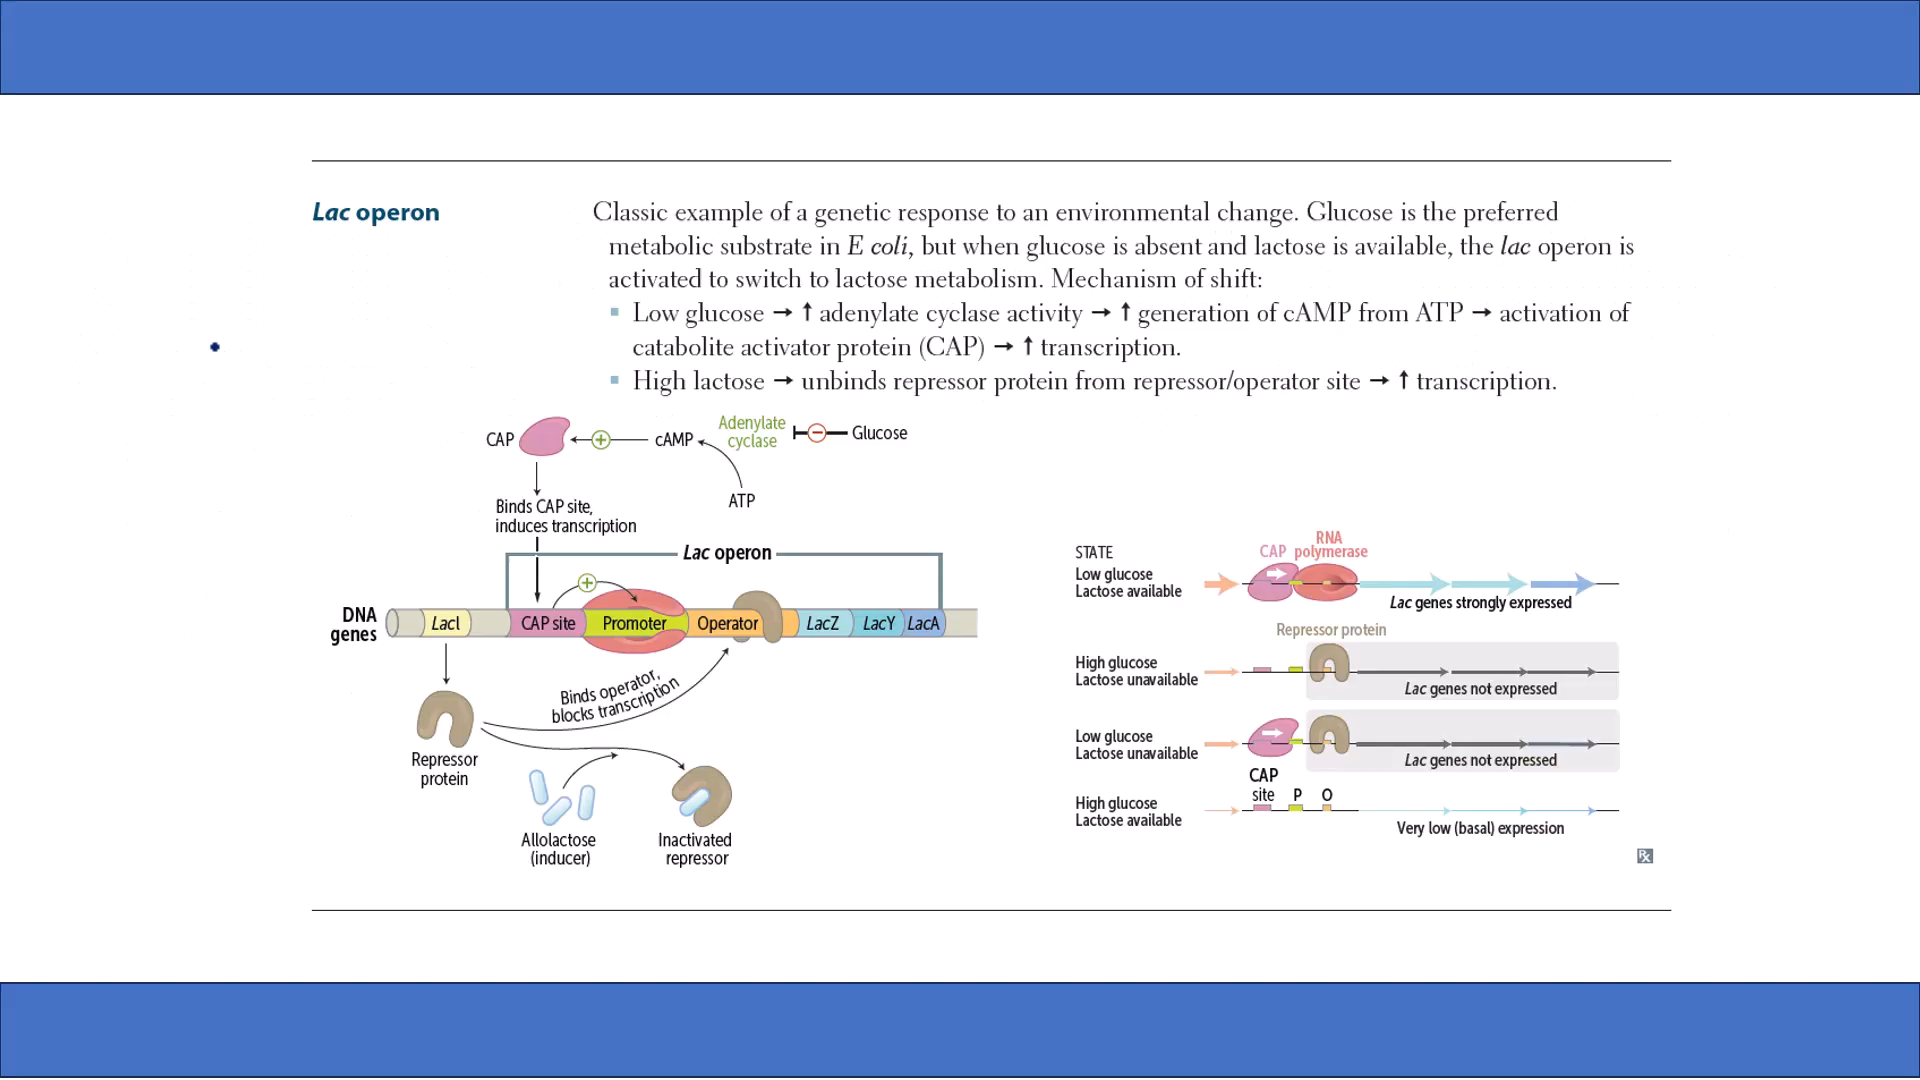 Lac operon
Classic example of a genetic response to an environmental change. Glucose is the preferred
metabolic substrate in E coli, but when glucose is absent and lactose is available, the lac operon is
activated to switch to lactose metabolism. Mechanism of shift:
▪ Low glucose → ↑ adenylate cyclase activity → ↑ generation of cAMP from ATP → activation of
catabolite activator protein (CAP) → ↑ transcription.
▪ High lactose → unbinds repressor protein from repressor/operator site → ↑ transcription.
CAP
+
cAMP
Adenylate
cyclase
−
Glucose
ATP
Binds CAP site,
induces transcription
Lac operon
+
DNA
genes
LacI
CAP site
Promoter
Operator
LacZ
LacY
LacA
Binds operator,
blocks transcription
Repressor
protein
Allolactose
(inducer)
Inactivated
repressor
STATE
CAP
RNA
polymerase
Low glucose
Lactose available
Lac genes strongly expressed
Repressor protein
High glucose
Lactose unavailable
Lac genes not expressed
Low glucose
Lactose unavailable
Lac genes not expressed
CAP
site
P
O
High glucose
Lactose available
Very low (basal) expression
Rx